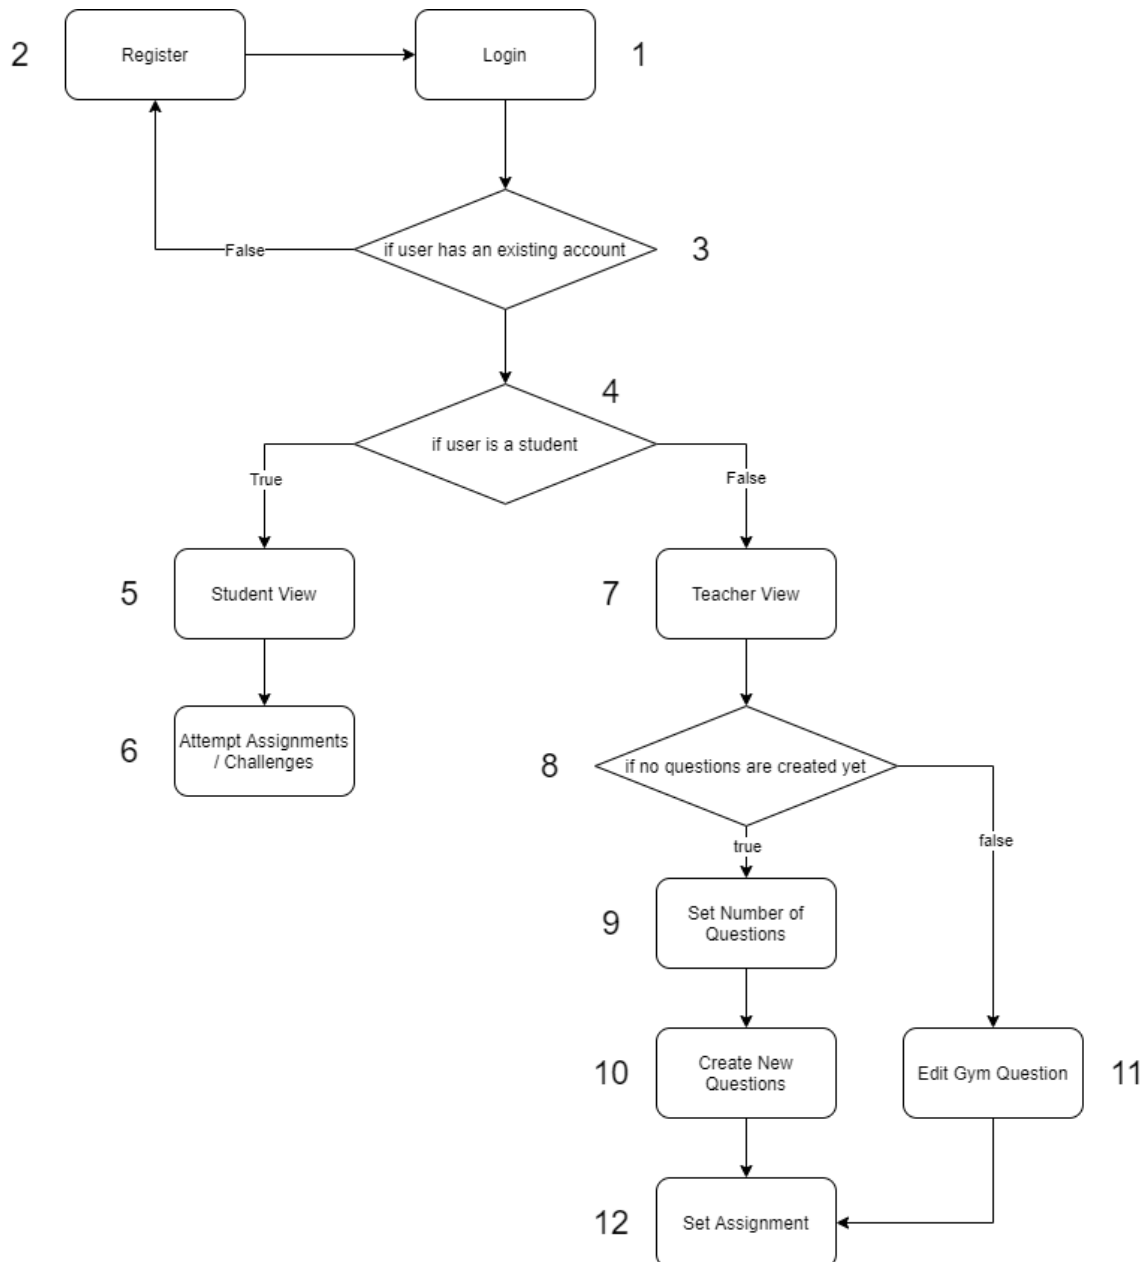 2
Register
Login
1
False
if user has an existing account
3
4
if user is a student
True
False
5
Student View
7
Teacher View
6
Attempt Assignments
/ Challenges
8
if no questions are created yet
true
false
9
Set Number of
Questions
10
Create New
Questions
Edit Gym Question
11
12
Set Assignment